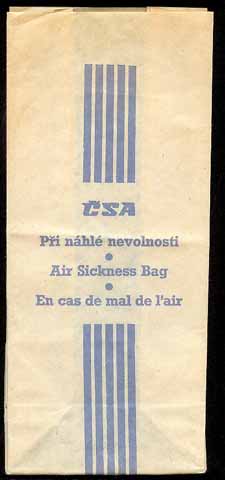 ČSA
Při náhlé nevolnosti
Air Sickness Bag
En cas de mal de l'air